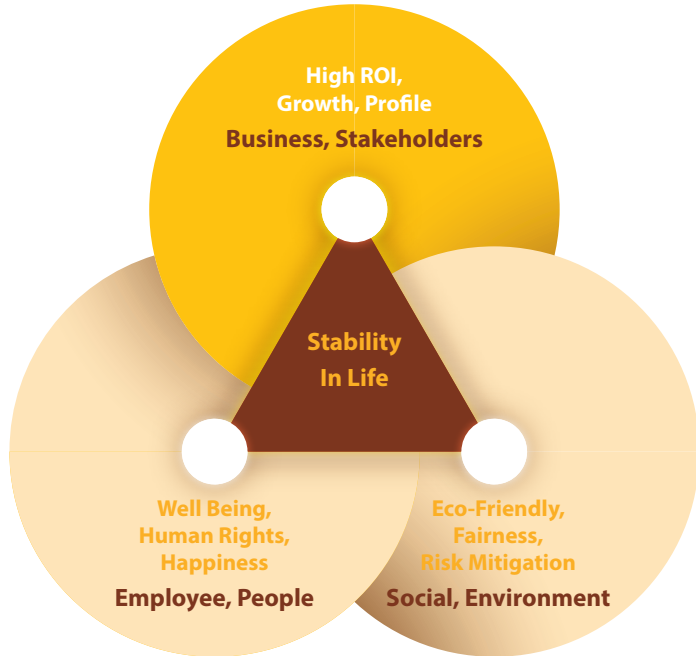 High ROI,
Growth, Profile
Business, Stakeholders
Stability
In Life
Well Being,
Human Rights,
Happiness
Employee, People
Eco-Friendly,
Fairness,
Risk Mitigation
Social, Environment